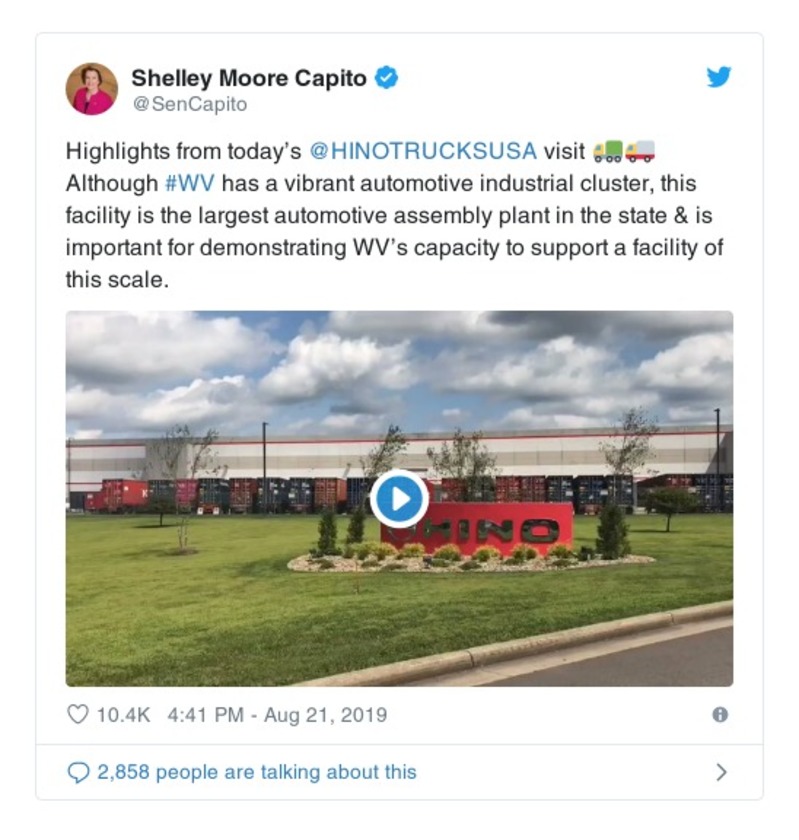 Shelley Moore Capito
@SenCapito
Highlights from today's @HINOTRUCKSUSA visit 🚛🚚
Although #WV has a vibrant automotive industrial cluster, this
facility is the largest automotive assembly plant in the state & is
important for demonstrating WV's capacity to support a facility of
this scale.
K
HINO
10.4K 4:41 PM - Aug 21, 2019
2,858 people are talking about this